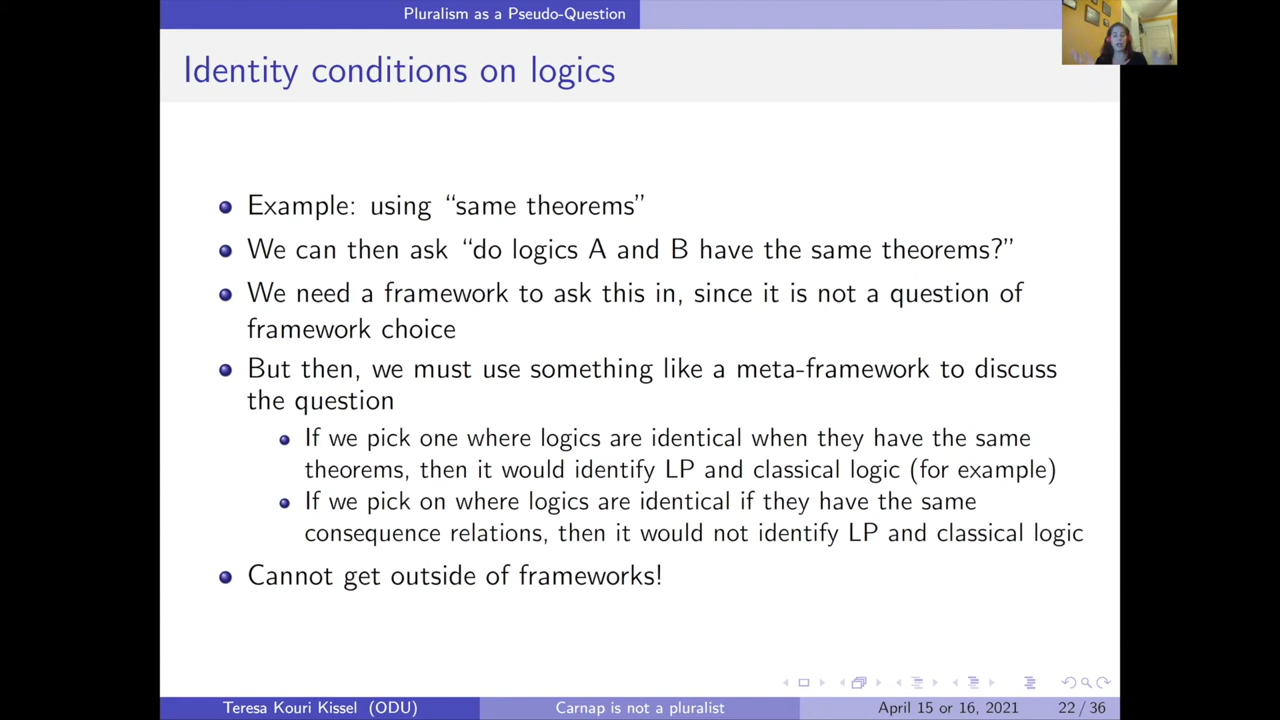 Pluralism as a Pseudo-Question
Identity conditions on logics
Example: using “same theorems”
We can then ask “do logics A and B have the same theorems?”
We need a framework to ask this in, since it is not a question of
framework choice
But then, we must use something like a meta-framework to discuss
the question
If we pick one where logics are identical when they have the same
theorems, then it would identify LP and classical logic (for example)
If we pick on where logics are identical if they have the same
consequence relations, then it would not identify LP and classical logic
Cannot get outside of frameworks!
Teresa Kouri Kissel (ODU)
Carnap is not a pluralist
April 15 or 16, 2021
22 / 36